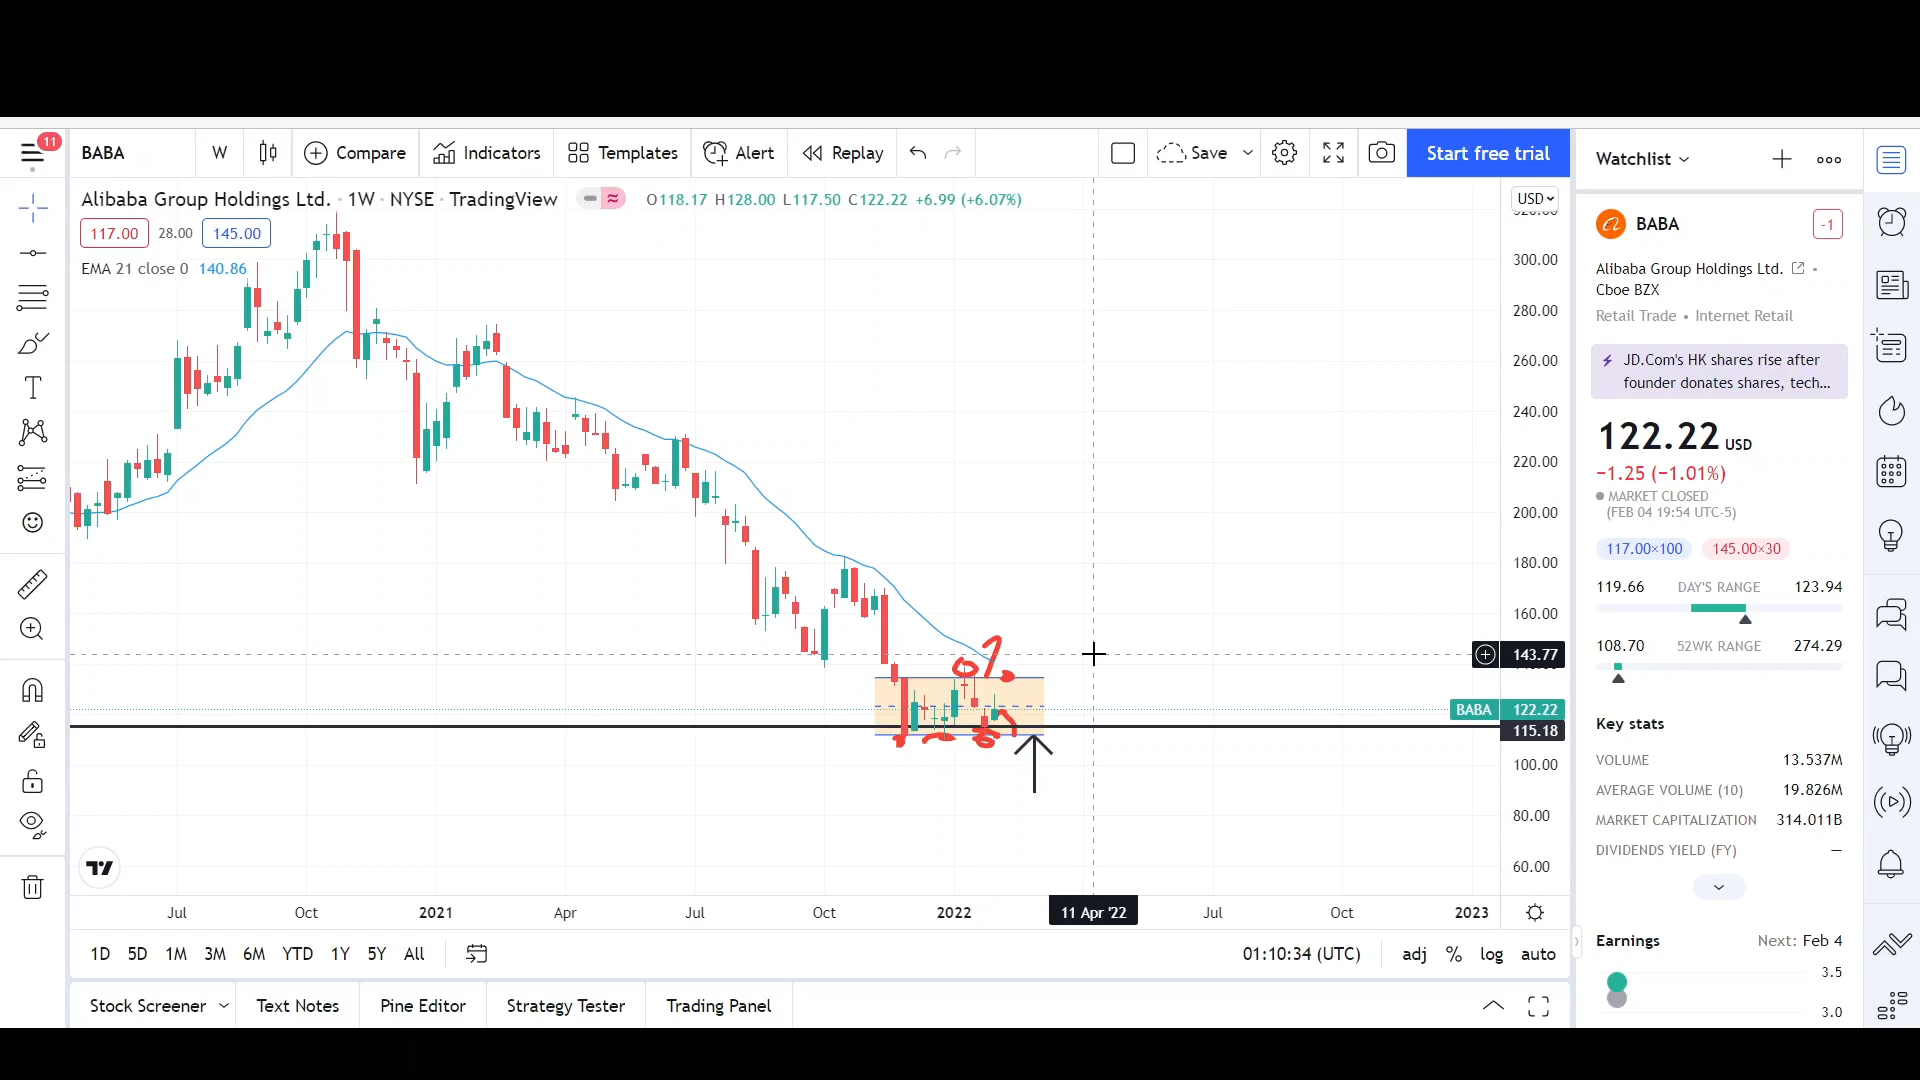 11
BABA W Compare Indicators Templates Alert Replay Save Start free trial
Alibaba Group Holdings Ltd. · 1W · NYSE · TradingView O118.17 H128.00 L117.50 C122.22 +6.99 (+6.07%)
117.00 28.00 145.00
EMA 21 close 0 140.86
USD
300.00
280.00
260.00
240.00
220.00
200.00
180.00
160.00
143.77
BABA 122.22
115.18
100.00
80.00
60.00
Jul Oct 2021 Apr Jul Oct 2022 11 Apr '22 Jul Oct 2023
1D 5D 1M 3M 6M YTD 1Y 5Y All 01:10:34 (UTC) adj % log auto
Stock Screener Text Notes Pine Editor Strategy Tester Trading Panel
Watchlist
BABA -1
Alibaba Group Holdings Ltd. •
Cboe BZX
Retail Trade • Internet Retail
JD.Com's HK shares rise after
founder donates shares, tech...
122.22 USD
−1.25 (−1.01%)
MARKET CLOSED
(FEB 04 19:54 UTC-5)
117.00×100 145.00×30
119.66 DAY'S RANGE 123.94
108.70 52WK RANGE 274.29
Key stats
VOLUME 13.537M
AVERAGE VOLUME (10) 19.826M
MARKET CAPITALIZATION 314.011B
DIVIDENDS YIELD (FY) —
Earnings Next: Feb 4
3.5
3.0